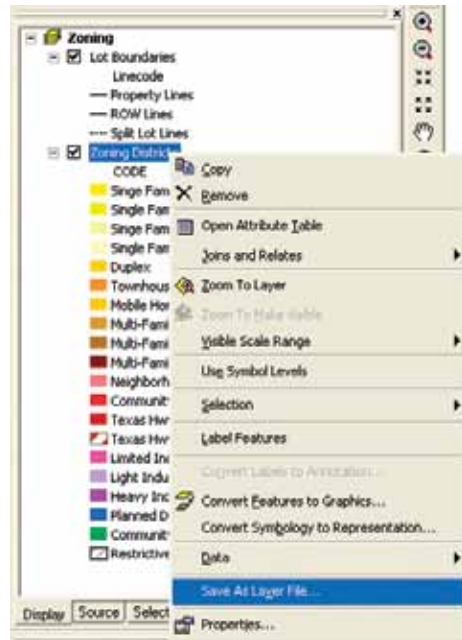 Zoning
Lot Boundaries
Linecode
Property Lines
ROW Lines
Split Lot Lines
Zoning District
CODE
Singe Fam
Single Fam
Singe Fam
Single Fam
Duplex
Townhous
Mobile Hor
Multi-Fami
Multi-Fami
Multi-Fami
Neighborh
Communit
Texas Hwy
Texas Hwy
Limited Inc
Light Indu
Heavy Inc
Planned D
Communit
Restrictive
Display Source Select
Copy
Remove
Open Attribute Table
Joins and Relates
Zoom To Layer
Zoom To Make Visible
Visible Scale Range
Use Symbol Levels
Selection
Label Features
Convert Labels to Annotation...
Convert Features to Graphics...
Convert Symbology to Representation...
Data
Save As Layer File...
Properties...